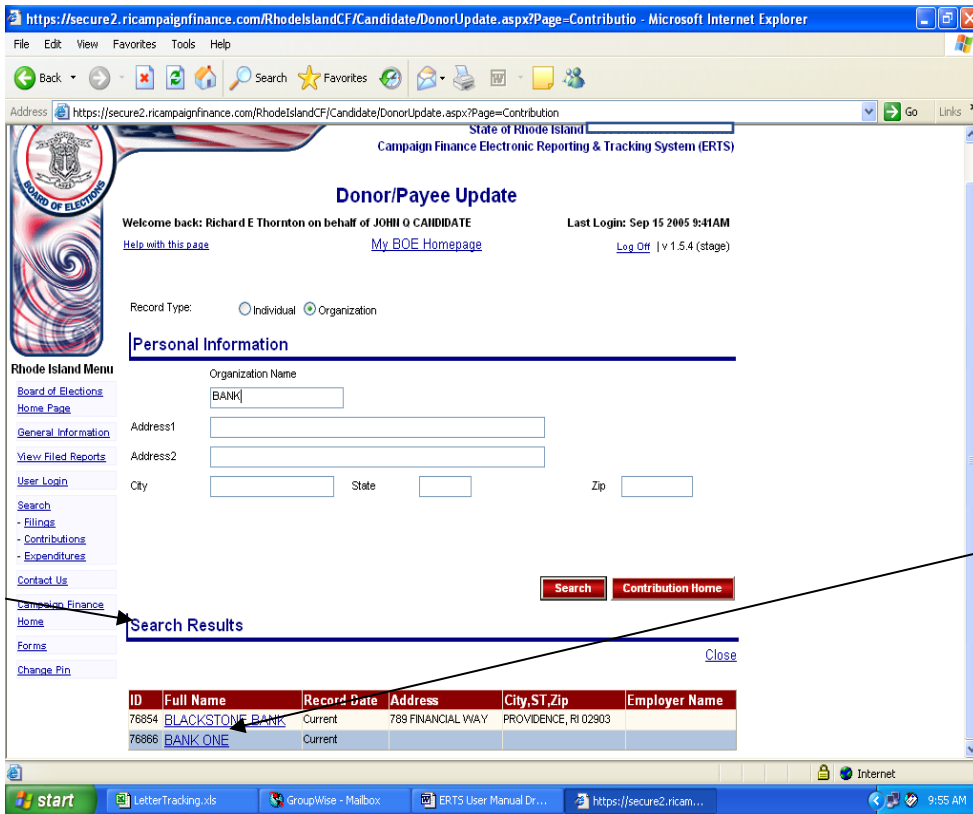 https://secure2.ricampaignfinance.com/RhodeIslandCF/Candidate/DonorUpdate.aspx?Page=Contributio - Microsoft Internet Explorer
File Edit View Favorites Tools Help
Back Search Favorites
Address https://secure2.ricampaignfinance.com/RhodeIslandCF/Candidate/DonorUpdate.aspx?Page=Contribution Go Links
State of Rhode Island
Campaign Finance Electronic Reporting & Tracking System (ERTS)
BOARD OF ELECTIONS
Donor/Payee Update
Welcome back: Richard E Thornton on behalf of JOHN Q CANDIDATE Last Login: Sep 15 2005 9:41AM
Help with this page My BOE Homepage Log Off | v 1.5.4 (stage)
Record Type: Individual Organization
Personal Information
Organization Name
BANK
Address1
Address2
City State Zip
Search Contribution Home
Search Results
Close
ID Full Name Record Date Address City,ST,Zip Employer Name
76854 BLACKSTONE BANK Current 789 FINANCIAL WAY PROVIDENCE, RI 02903
76866 BANK ONE Current
Rhode Island Menu
Board of Elections
Home Page
General Information
View Filed Reports
User Login
Search
- Filings
- Contributions
- Expenditures
Contact Us
Campaign Finance
Home
Forms
Change Pin
Internet
start LetterTracking.xls GroupWise - Mailbox ERTS User Manual Dr... https://secure2.ricam... 9:55 AM